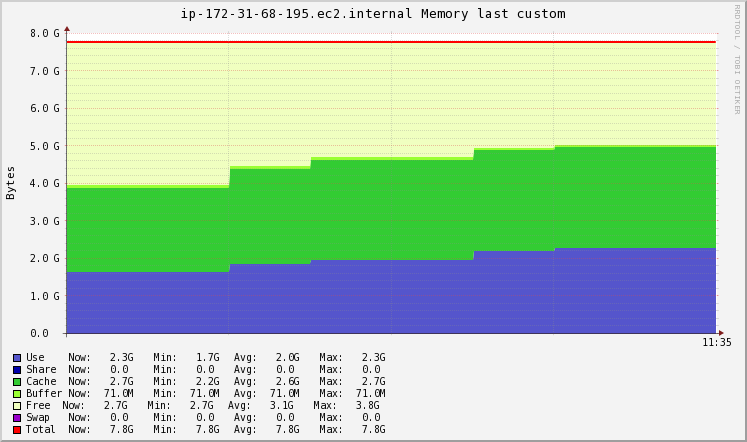 ip-172-31-68-195.ec2.internal Memory last custom
RRDTOOL / TOBI OETIKER
Bytes
8.0 G
7.0 G
6.0 G
5.0 G
4.0 G
3.0 G
2.0 G
1.0 G
0.0
11:35
Use Now: 2.3G Min: 1.7G Avg: 2.0G Max: 2.3G
Share Now: 0.0 Min: 0.0 Avg: 0.0 Max: 0.0
Cache Now: 2.7G Min: 2.2G Avg: 2.6G Max: 2.7G
Buffer Now: 71.0M Min: 71.0M Avg: 71.0M Max: 71.0M
Free Now: 2.7G Min: 2.7G Avg: 3.1G Max: 3.8G
Swap Now: 0.0 Min: 0.0 Avg: 0.0 Max: 0.0
Total Now: 7.8G Min: 7.8G Avg: 7.8G Max: 7.8G